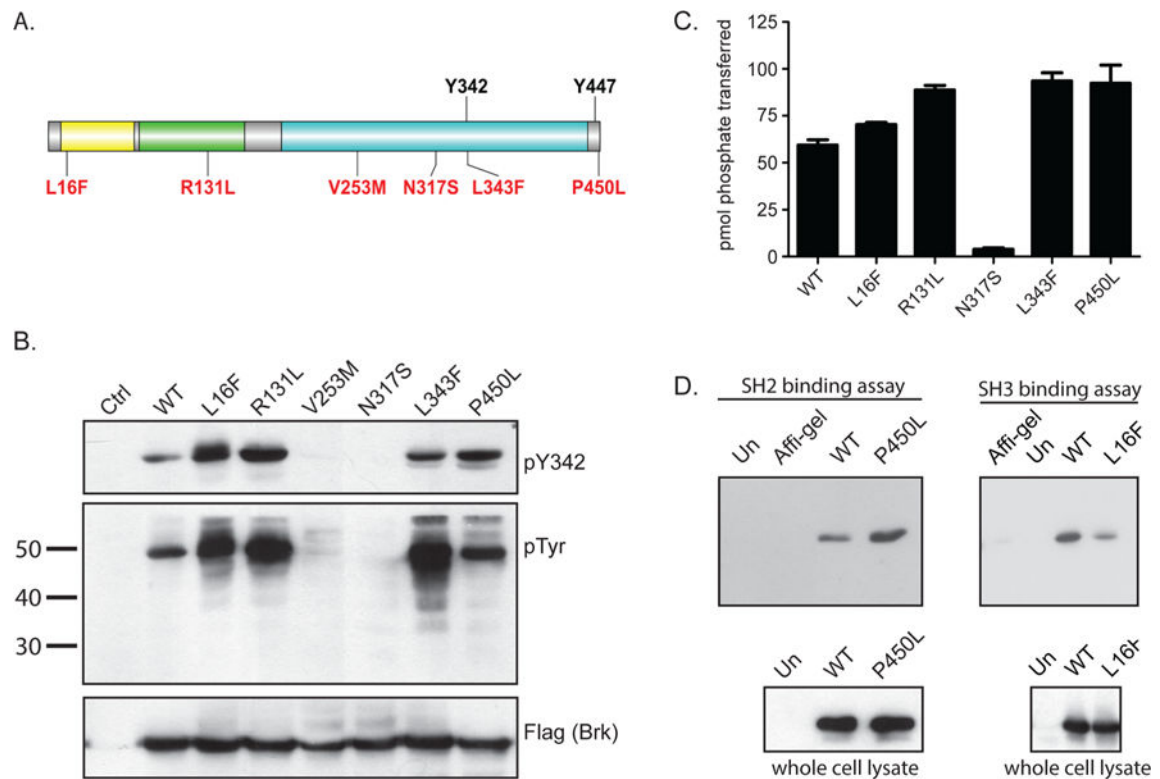 A.
Y342 Y447
L16F R131L V253M N317S L343F P450L
B.
Ctrl WT L16F R131L V253M N317S L343F P450L
pY342
pTyr
50
40
30
Flag (Brk)
C.
pmol phosphate transferred
125
100
75
50
25
0
WT L16F R131L N317S L343F P450L
D.
SH2 binding assay
Un Affi-gel WT P450L
Un WT P450L
whole cell lysate
SH3 binding assay
Affi-gel Un WT L16F
Un WT L16F
whole cell lysate